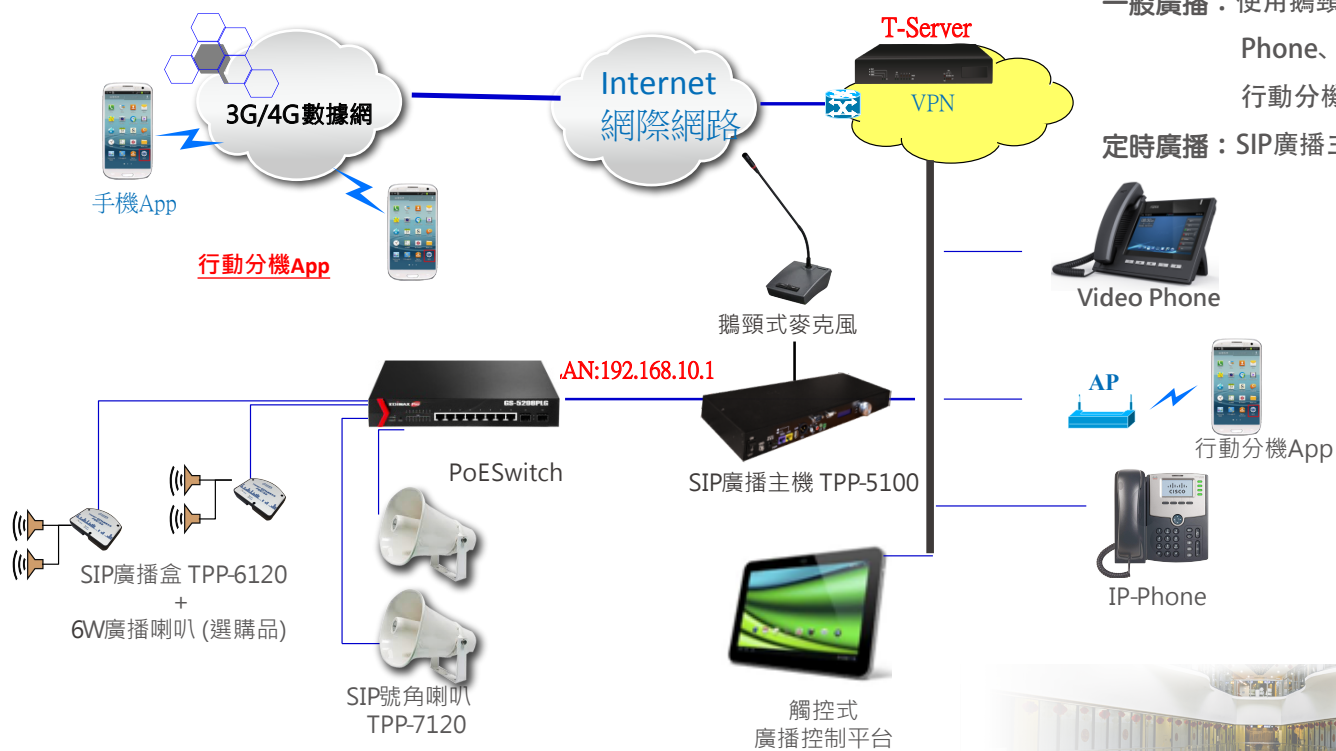 一般廣播：使用鵝頸
Phone、
行動分機
定時廣播：SIP廣播主
T-Server
VPN
Internet
網際網路
3G/4G數據網
手機App
行動分機App
鵝頸式麥克風
Video Phone
AN:192.168.10.1
GS-5208PLG
PoESwitch
SIP廣播主機 TPP-5100
AP
行動分機App
CISCO
IP-Phone
SIP廣播盒 TPP-6120
+
6W廣播喇叭 (選購品)
SIP號角喇叭
TPP-7120
觸控式
廣播控制平台